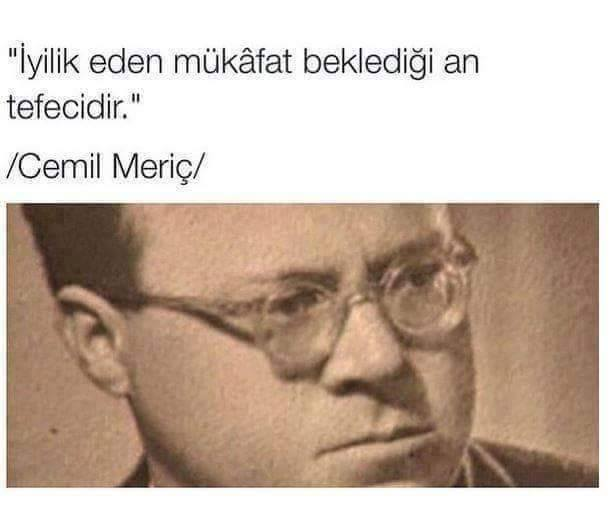 "İyilik eden mükâfat beklediği an
tefecidir."
/Cemil Meriç/